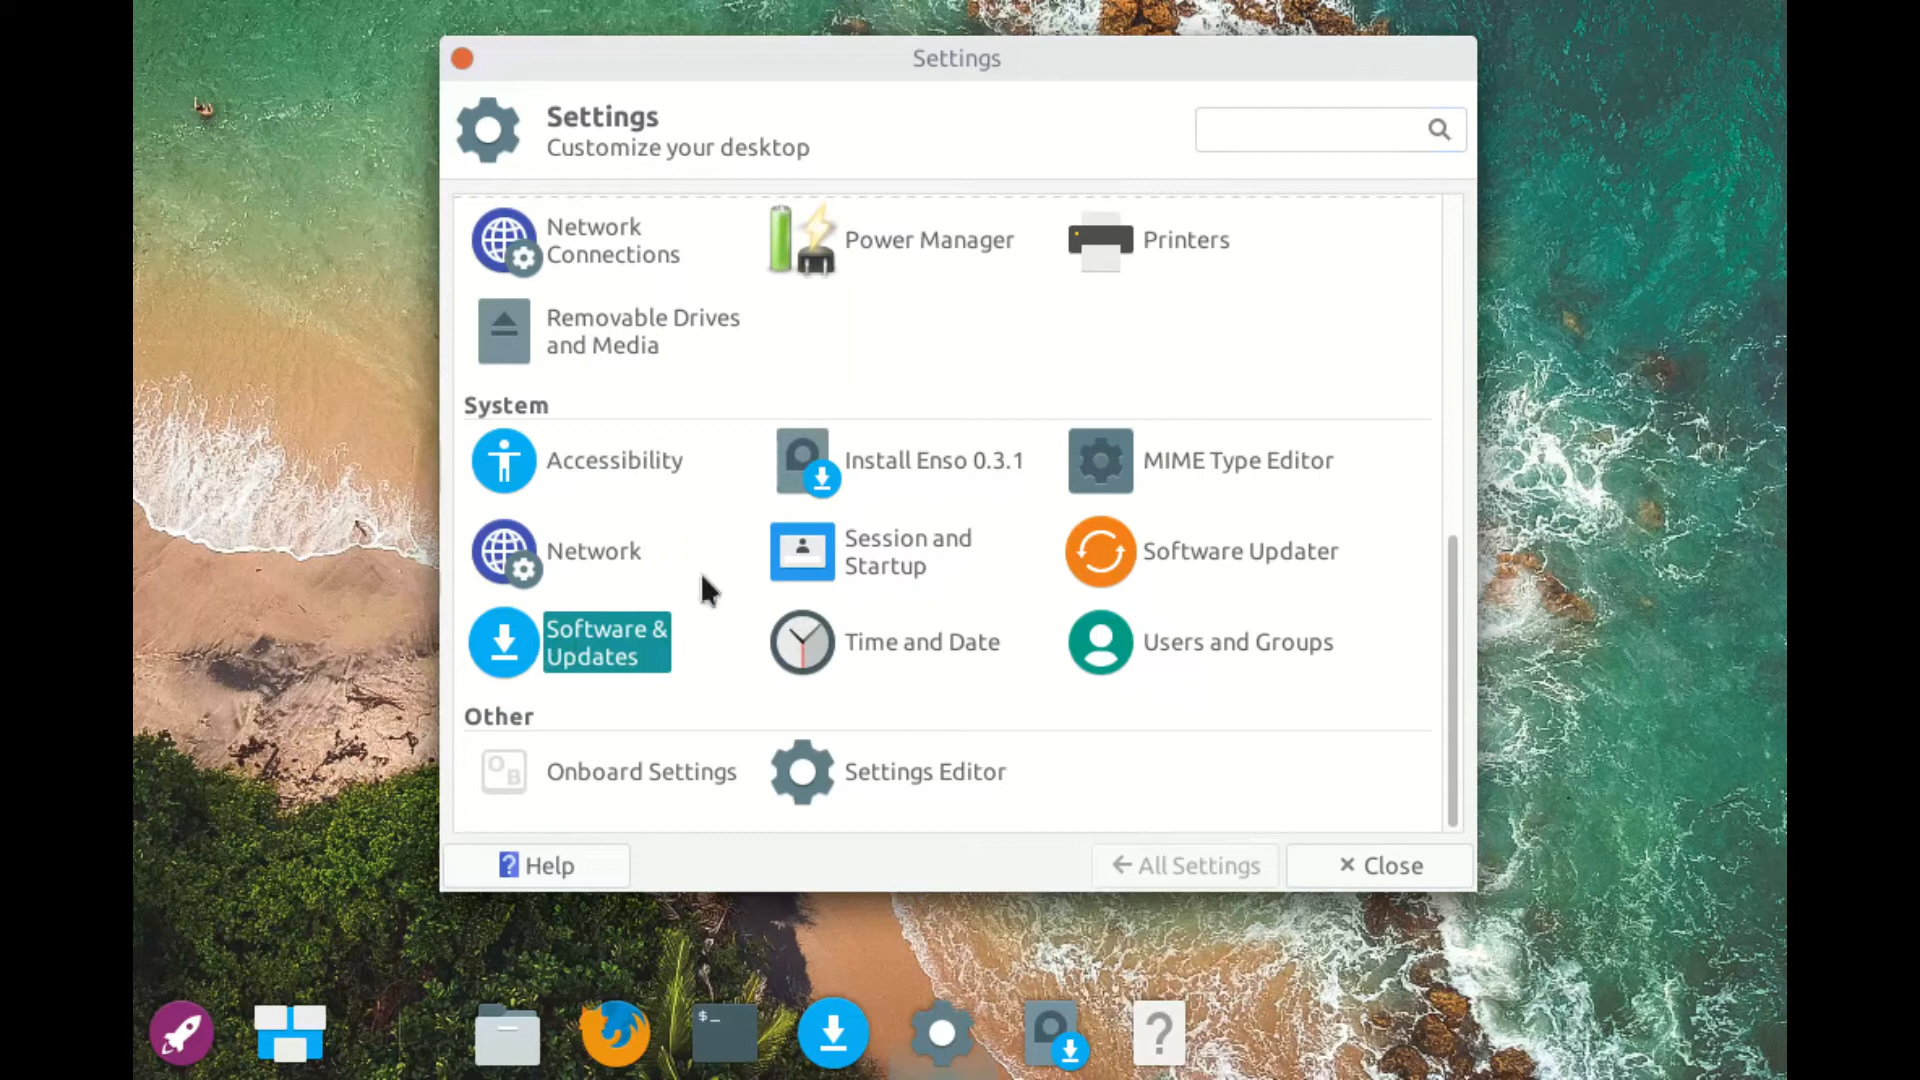 Settings
Settings
Customize your desktop
Network
Connections
Power Manager
Printers
Removable Drives
and Media
System
Accessibility
Install Enso 0.3.1
MIME Type Editor
Network
Session and
Startup
Software Updater
Software &
Updates
Time and Date
Users and Groups
Other
OB
Onboard Settings
Settings Editor
? Help
← All Settings
× Close
$_
?